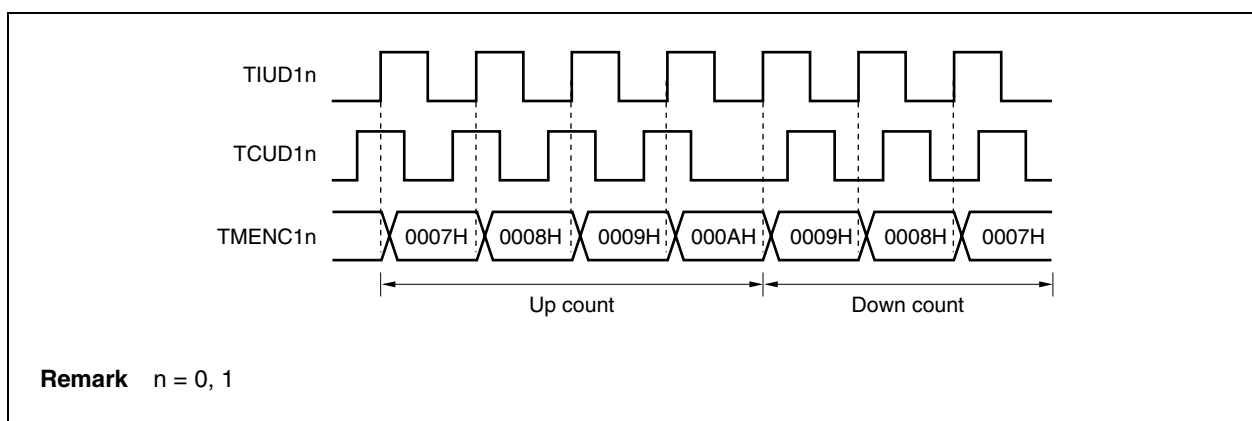 TIUD1n
TCUD1n
TMENC1n
0007H 0008H 0009H 000AH 0009H 0008H 0007H
Up count Down count
Remark n = 0, 1